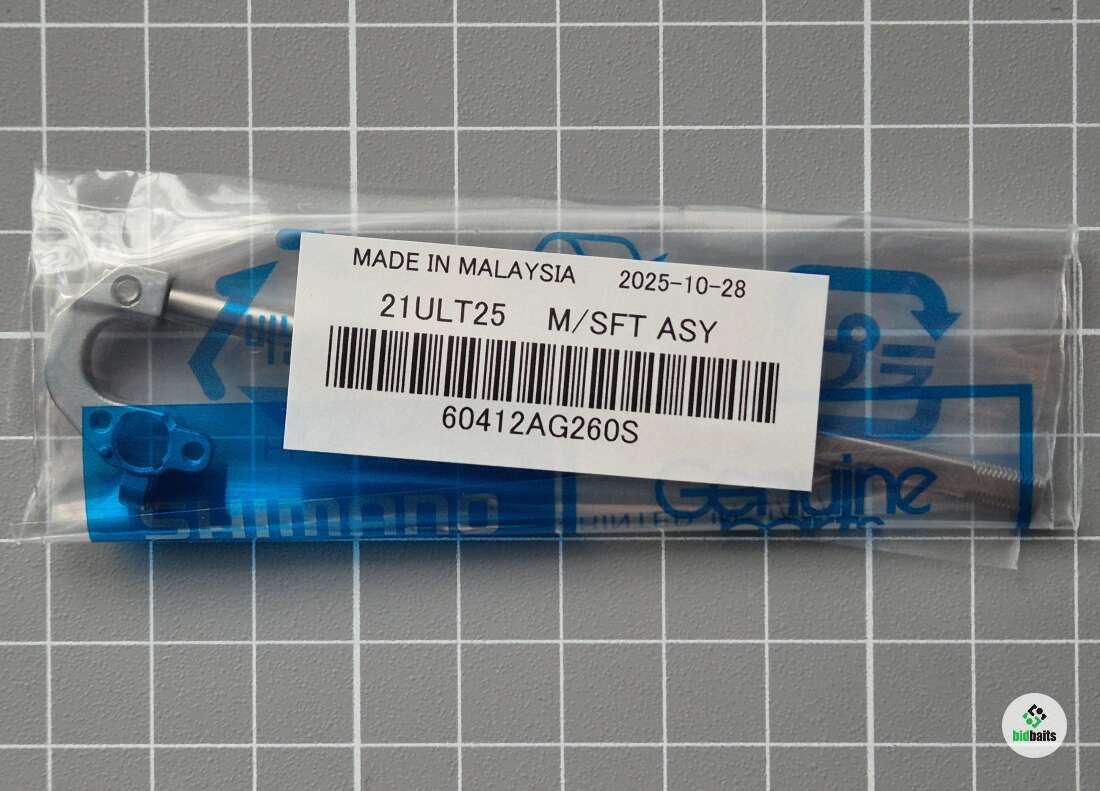 MADE IN MALAYSIA 2025-10-28
21ULT25 M/SFT ASY
60412AG260S
Genuine
SHIMANO
bidbaits